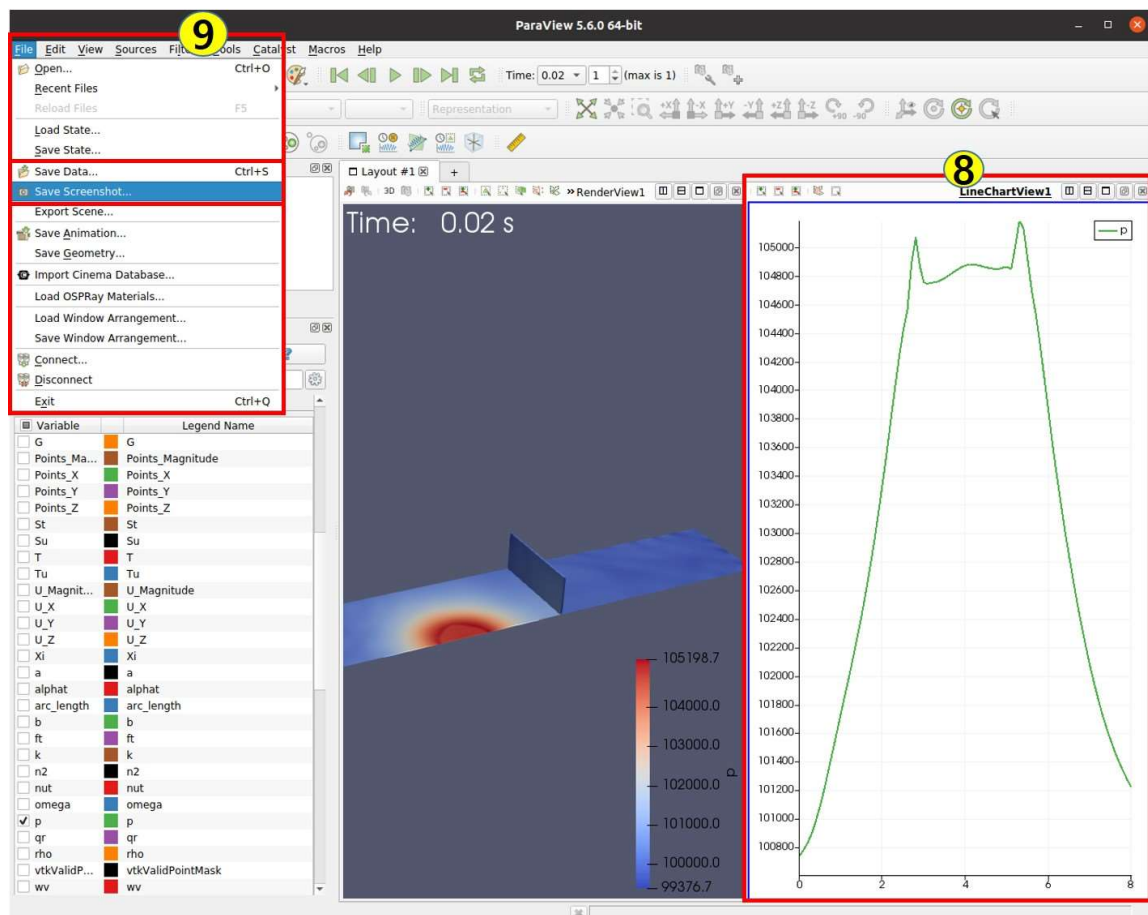 ParaView 5.6.0 64-bit
File Edit View Sources Catalyst Macros Help
9
Open... Ctrl+O
Recent Files
Reload Files F5
Load State...
Save State...
Save Data... Ctrl+S
Save Screenshot...
Export Scene...
Save Animation...
Save Geometry...
Import Cinema Database...
Load OSPRay Materials...
Load Window Arrangement...
Save Window Arrangement...
Connect...
Disconnect
Exit Ctrl+Q
Time: 0.02 1 (max is 1)
Representation
+X -X +Y -Y +Z -Z +90 -90
Layout #1 +
3D RenderView1
8
LineChartView1
Time: 0.02 s
Variable Legend Name
G G
Points_Ma... Points_Magnitude
Points_X Points_X
Points_Y Points_Y
Points_Z Points_Z
St St
Su Su
T T
Tu Tu
U_Magnit... U_Magnitude
U_X U_X
U_Y U_Y
U_Z U_Z
Xi Xi
a a
alphat alphat
arc_length arc_length
b b
ft ft
k k
n2 n2
nut nut
omega omega
p p
qr qr
rho rho
vtkValidP... vtkValidPointMask
wv wv
105198.7
104000.0
103000.0
102000.0
101000.0
100000.0
99376.7
p
p
105000
104800
104600
104400
104200
104000
103800
103600
103400
103200
103000
102800
102600
102400
102200
102000
101800
101600
101400
101200
101000
100800
0 2 4 6 8